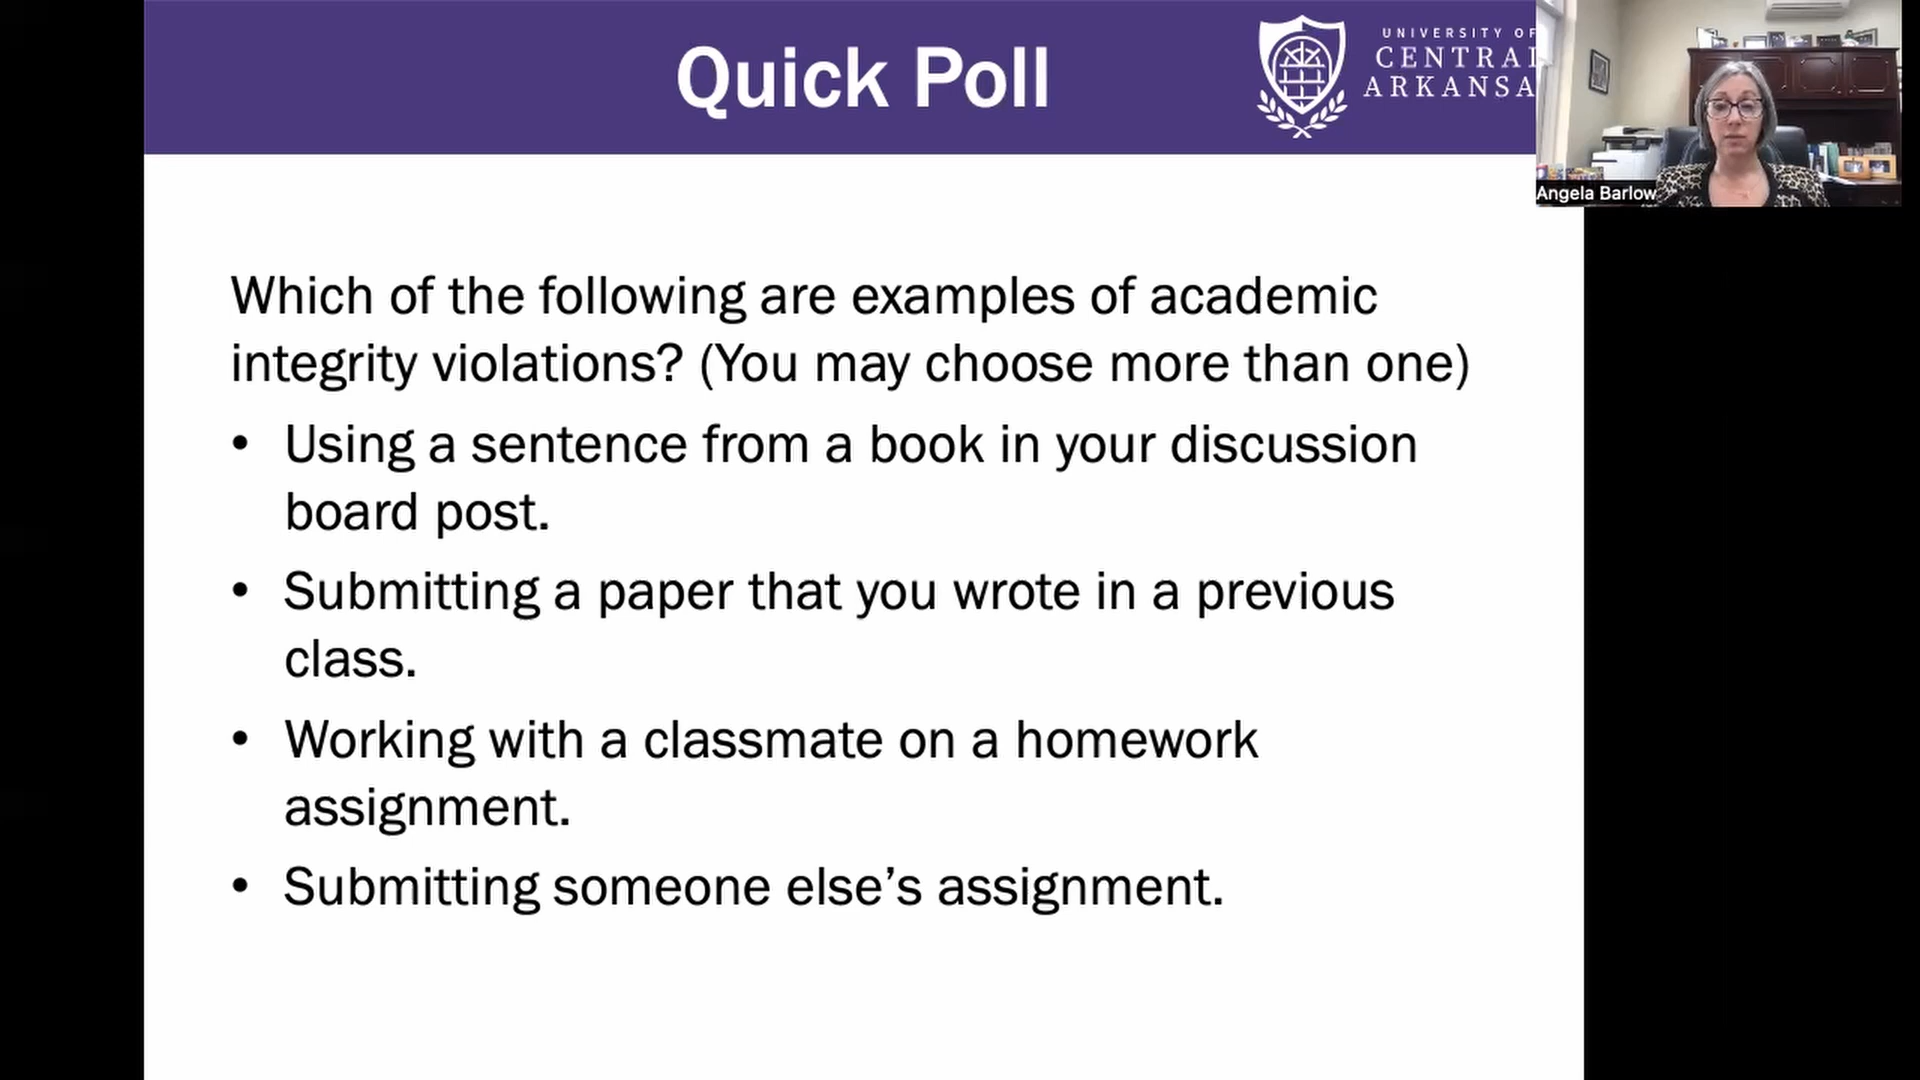 Quick Poll
UNIVERSITY OF
CENTRAL
ARKANSA
Angela Barlow
Which of the following are examples of academic
integrity violations? (You may choose more than one)
• Using a sentence from a book in your discussion
board post.
• Submitting a paper that you wrote in a previous
class.
• Working with a classmate on a homework
assignment.
• Submitting someone else’s assignment.